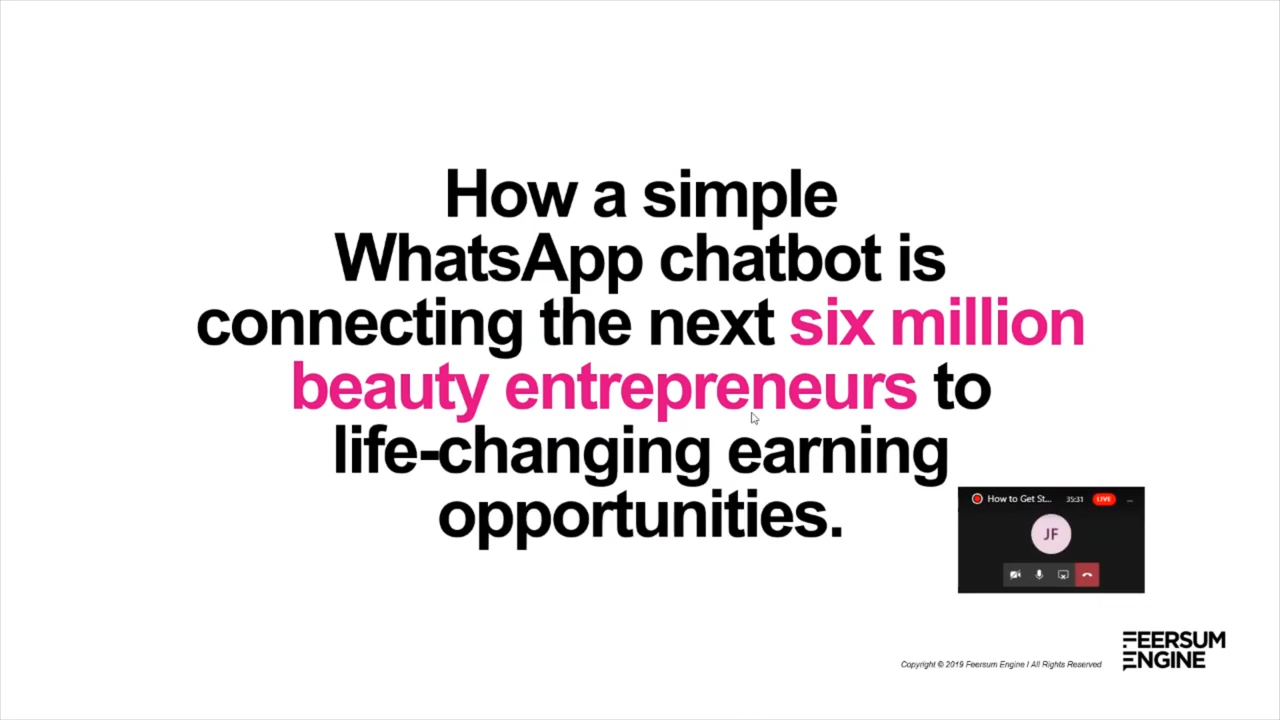 How a simple
WhatsApp chatbot is
connecting the next six million
beauty entrepreneurs to
life-changing earning
opportunities.
How to Get St... 35:31 LIVE ...
JF
Copyright © 2019 Feersum Engine I All Rights Reserved
FEERSUM
ENGINE